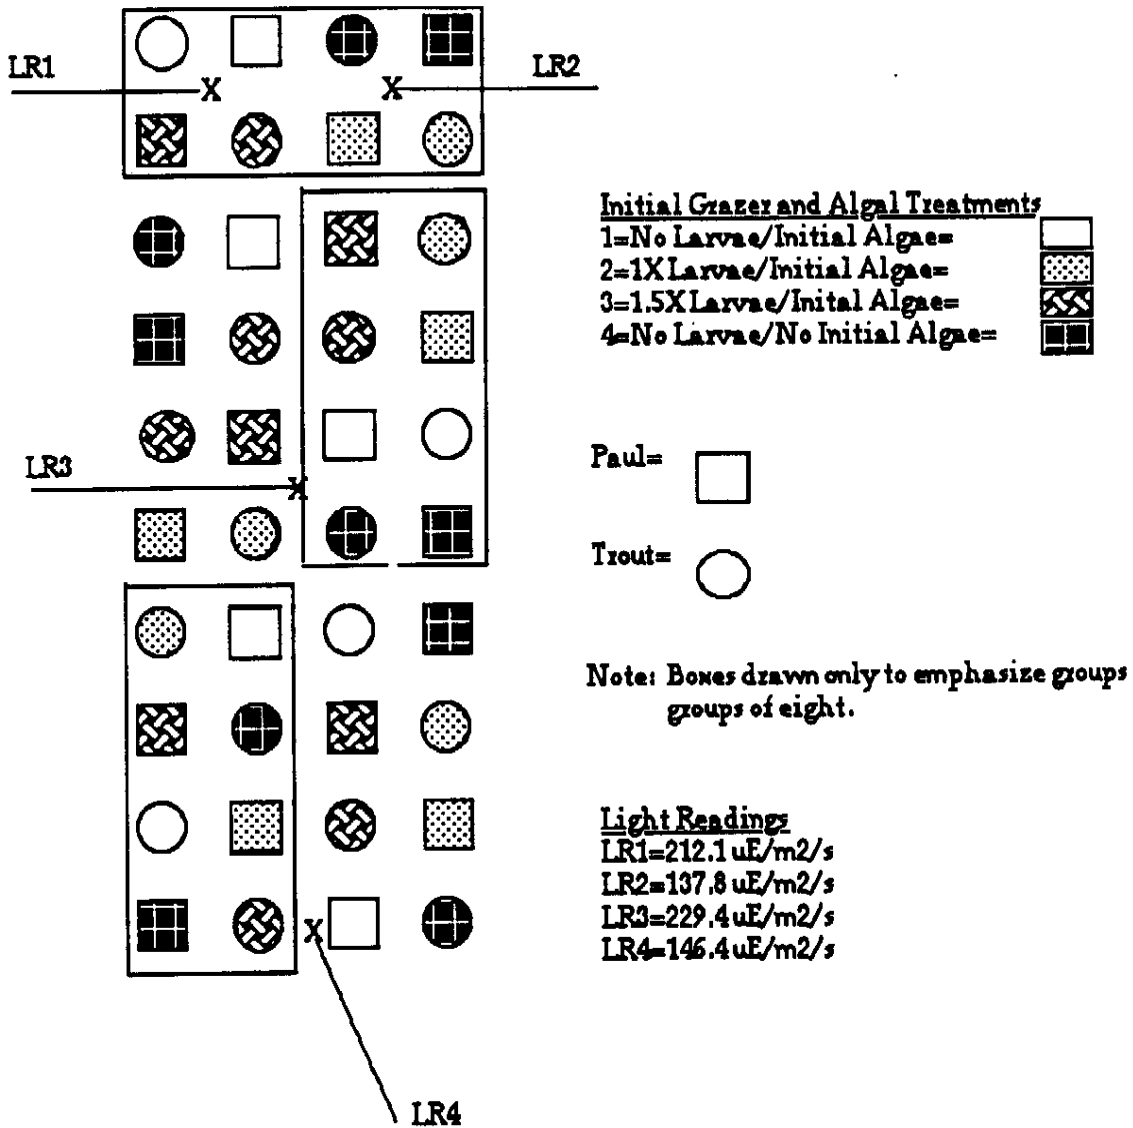 LR1
LR2
Initial Grazer and Algal Treatments
1=No Larvae/Initial Algae=
2=1X Larvae/Initial Algae=
3=1.5X Larvae/Inital Algae=
4=No Larvae/No Initial Algae=
Paul=
LR3
Trout=
Note: Boxes drawn only to emphasize groups
groups of eight.
Light Readings
LR1=212.1 uE/m2/s
LR2=137.8 uE/m2/s
LR3=229.4 uE/m2/s
LR4=146.4 uE/m2/s
LR4